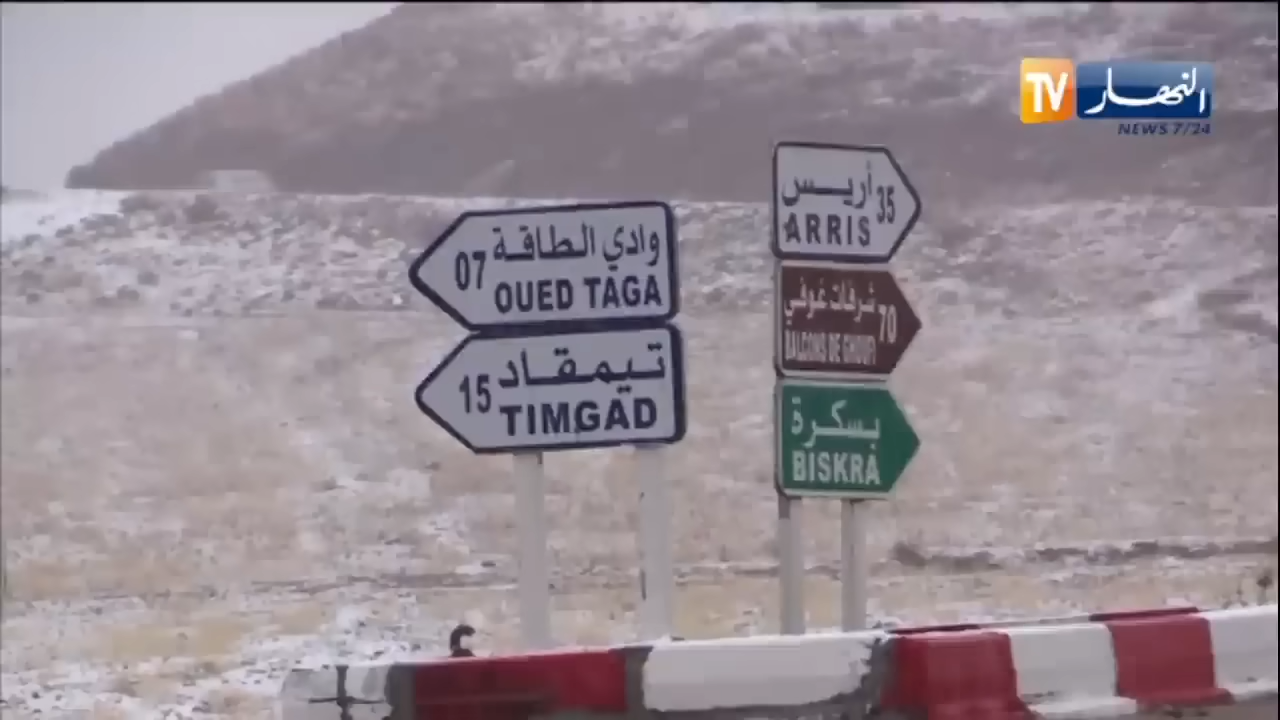 TV النهار
NEWS 7/24
أريس 35
ARRIS
شرفات غوفي 70
BALCONS DE GHOUFI
بسكرة
BISKRA
وادي الطاقة 07
OUED TAGA
تيمقاد 15
TIMGAD